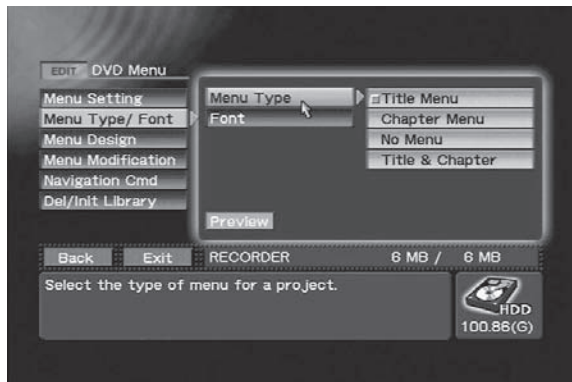 EDIT DVD Menu
Menu Setting
Menu Type/ Font
Menu Design
Menu Modification
Navigation Cmd
Del/Init Library
Menu Type
Font
Title Menu
Chapter Menu
No Menu
Title & Chapter
Preview
Back Exit RECORDER 6 MB / 6 MB
Select the type of menu for a project.
HDD
100.86(G)